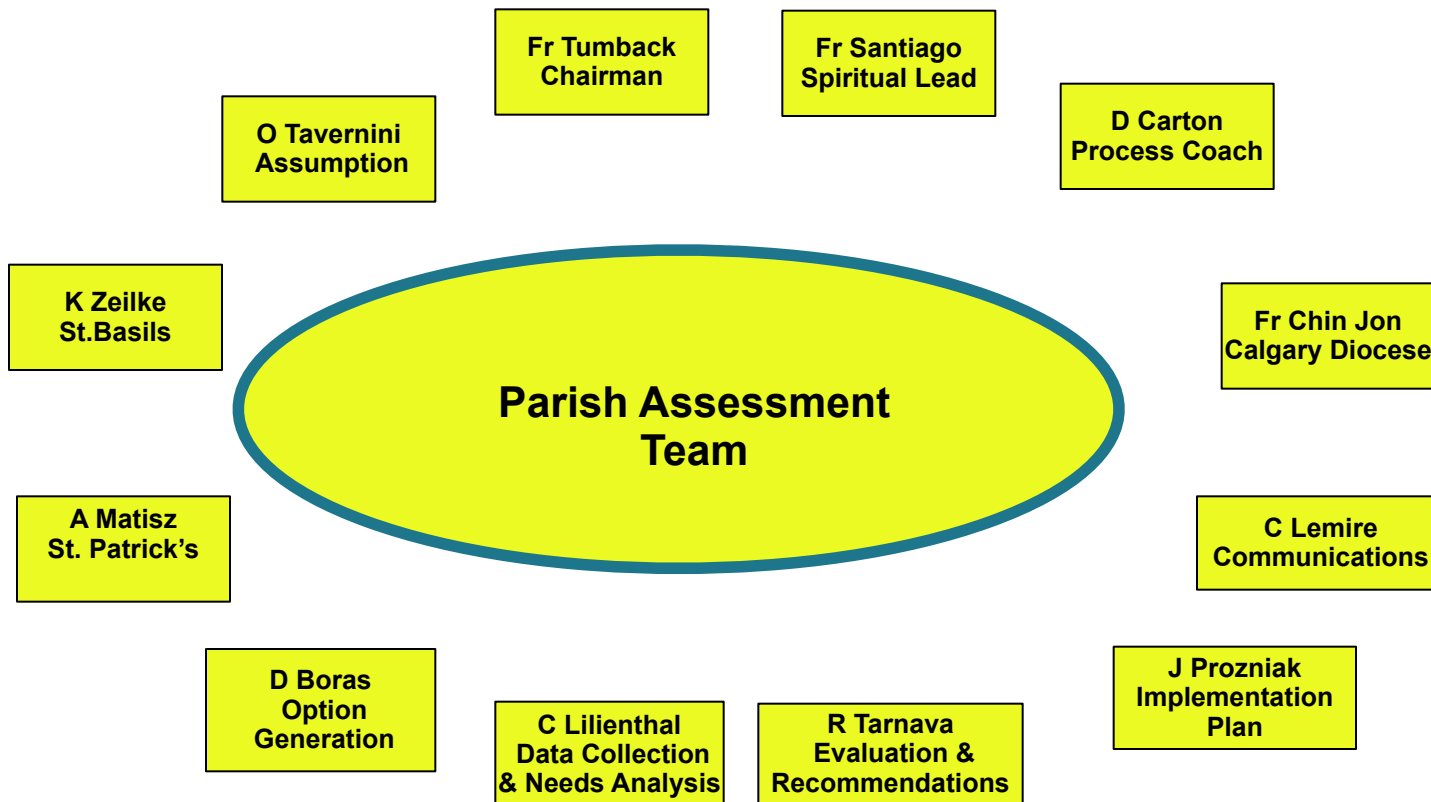 Fr Tumback
Chairman
Fr Santiago
Spiritual Lead
O Tavernini
Assumption
D Carton
Process Coach
K Zeilke
St.Basils
Fr Chin Jon
Calgary Diocese
Parish Assessment
Team
A Matisz
St. Patrick’s
C Lemire
Communications
D Boras
Option
Generation
C Lilienthal
Data Collection
& Needs Analysis
R Tarnava
Evaluation &
Recommendations
J Prozniak
Implementation
Plan